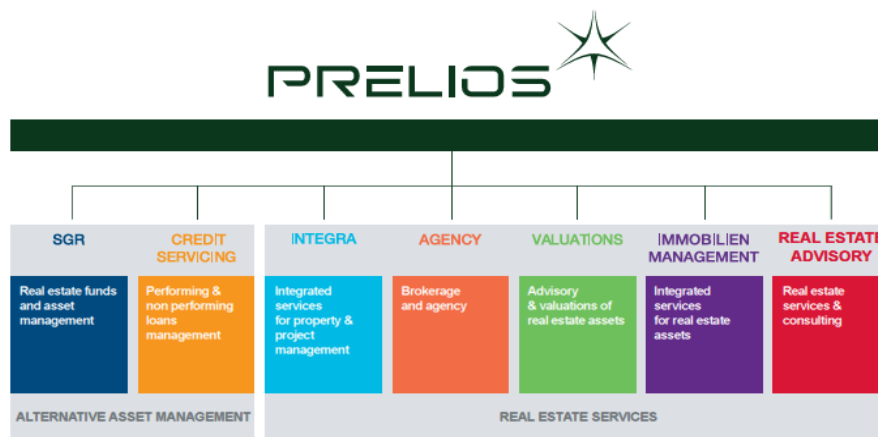 PRELIOS
SGR
Real estate funds
and asset
management
CREDIT
SERVICING
Performing &
non performing
loans
management
INTEGRA
Integrated
services
for property &
project
management
AGENCY
Brokerage
and agency
VALUATIONS
Advisory
& valuations of
real estate assets
IMMOBILIEN
MANAGEMENT
Integrated
services
for real estate
assets
REAL ESTATE
ADVISORY
Real estate
services &
consulting
ALTERNATIVE ASSET MANAGEMENT
REAL ESTATE SERVICES